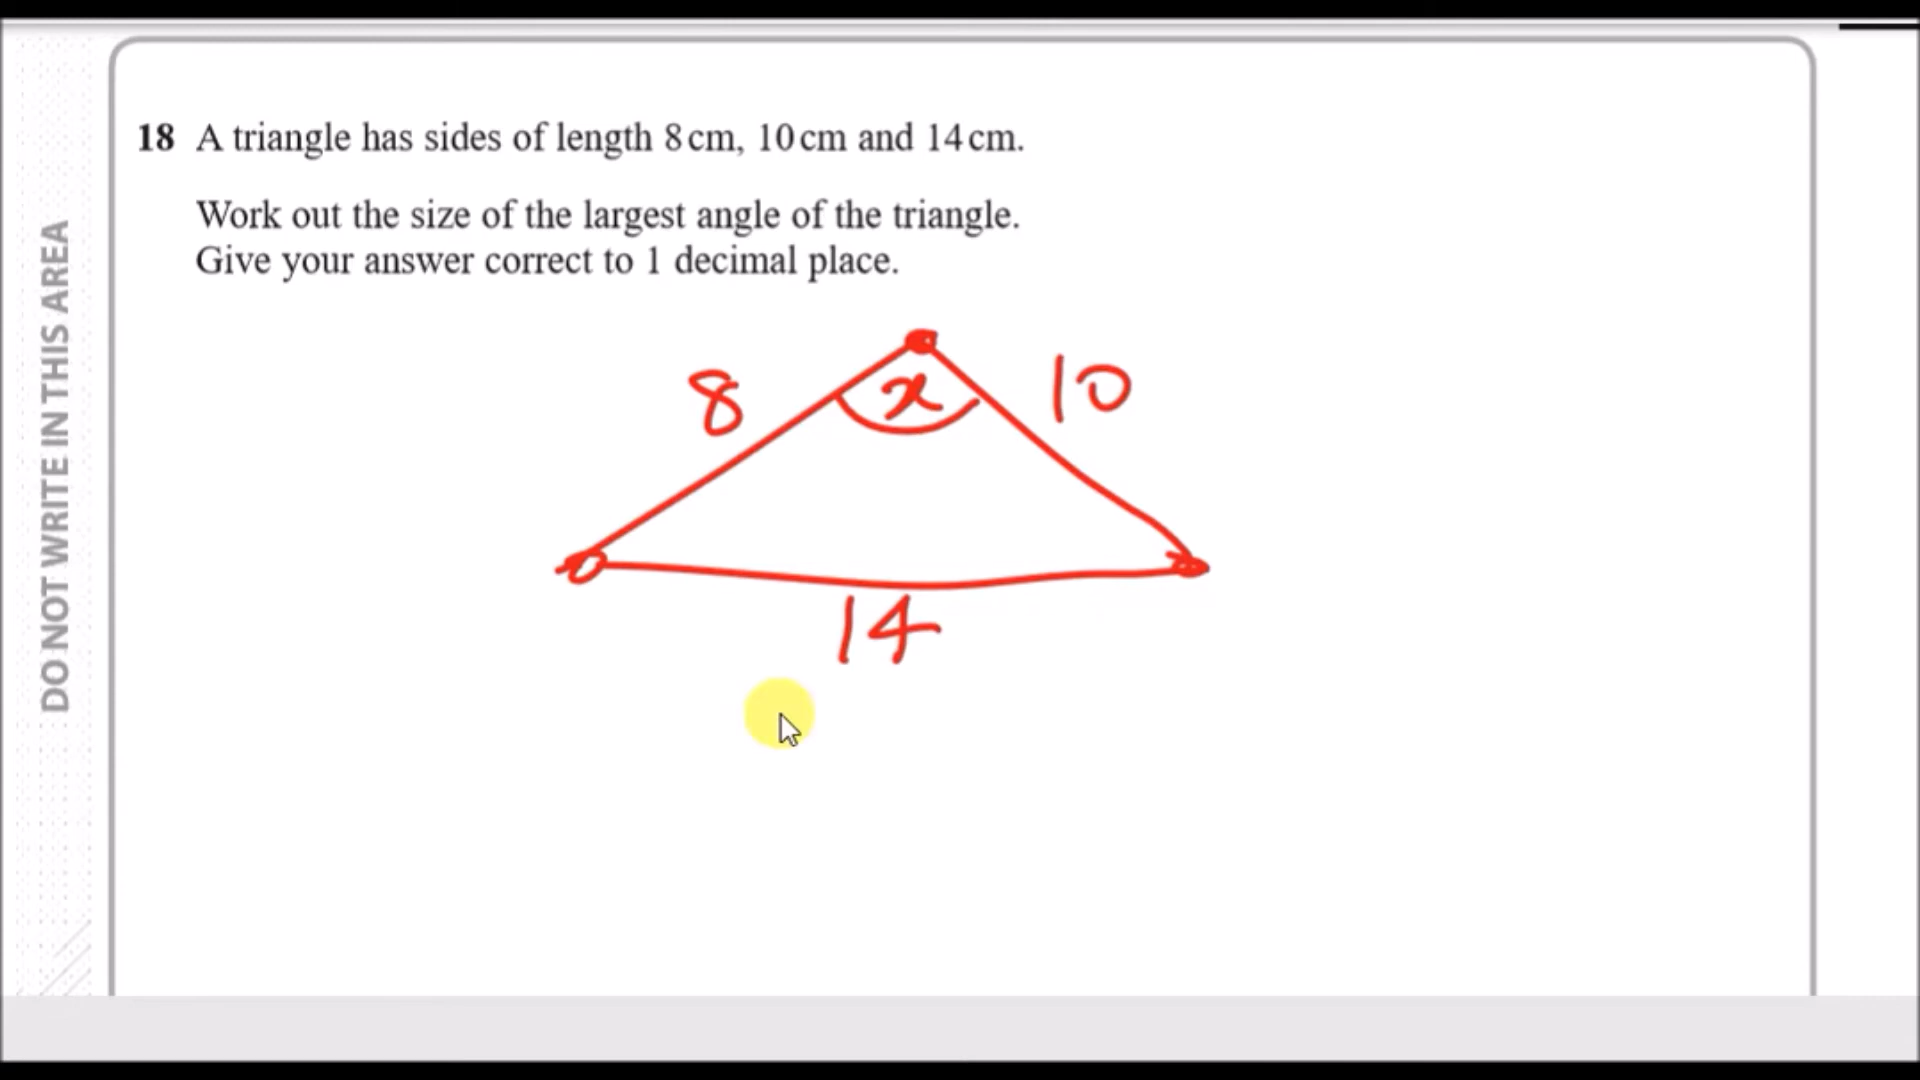 18 A triangle has sides of length 8 cm, 10 cm and 14 cm.
Work out the size of the largest angle of the triangle.
Give your answer correct to 1 decimal place.
8
x
10
14
DO NOT WRITE IN THIS AREA